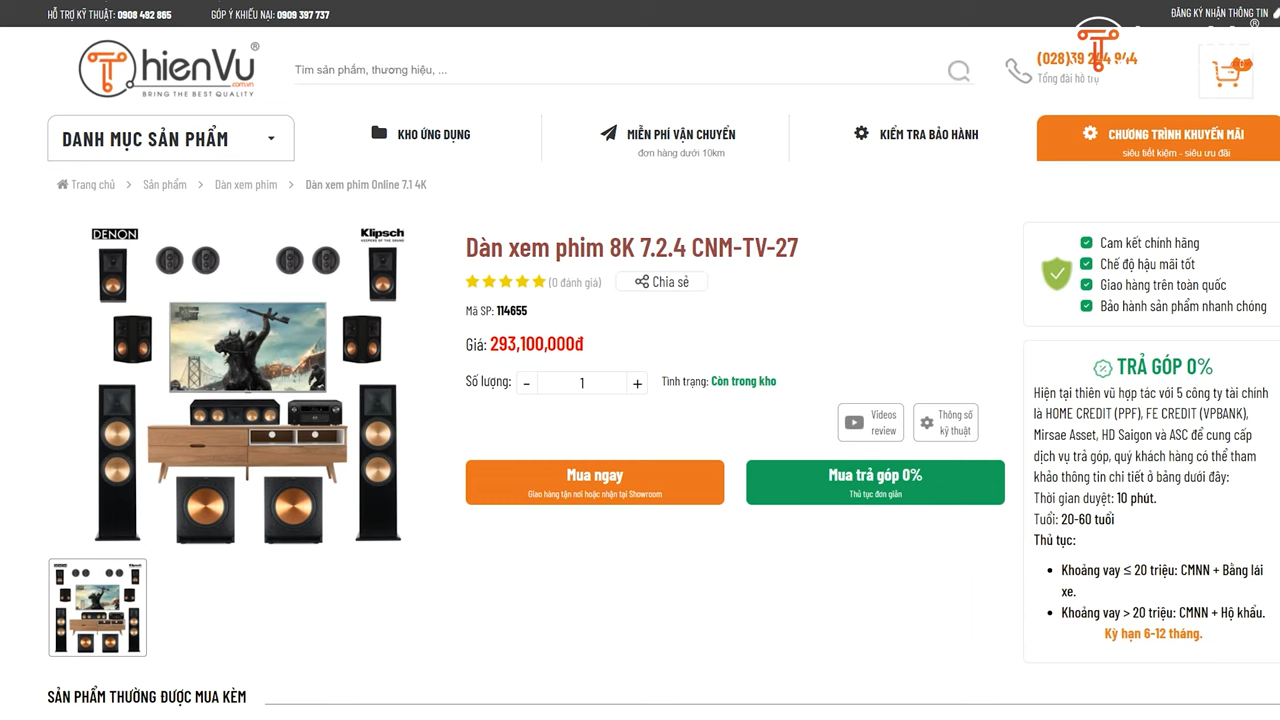 HỖ TRỢ KỸ THUẬT: 0908 492 865
GÓP Ý KHIẾU NẠI: 0909 397 737
ĐĂNG KÝ NHẬN THÔNG TIN
ThienVu®
.com.vn
BRING THE BEST QUALITY
Tìm sản phẩm, thương hiệu, ...
(028)39 244 944
Tổng đài hỗ trợ
DANH MỤC SẢN PHẨM
KHO ỨNG DỤNG
MIỄN PHÍ VẬN CHUYỂN
đơn hàng dưới 10km
KIỂM TRA BẢO HÀNH
CHƯƠNG TRÌNH KHUYẾN MÃI
siêu tiết kiệm - siêu ưu đãi
Trang chủ > Sản phẩm > Dàn xem phim > Dàn xem phim Online 7.1 4K
DENON
Klipsch
KEEPERS OF THE SOUND
Dàn xem phim 8K 7.2.4 CNM-TV-27
(0 đánh giá)
Chia sẻ
Mã SP: 114655
Giá: 293,100,000đ
Số lượng: - 1 +
Tình trạng: Còn trong kho
Videos
review
Thông số
kỹ thuật
Mua ngay
Giao hàng tận nơi hoặc nhận tại Showroom
Mua trả góp 0%
Thủ tục đơn giản
Cam kết chính hãng
Chế độ hậu mãi tốt
Giao hàng trên toàn quốc
Bảo hành sản phẩm nhanh chóng
TRẢ GÓP 0%
Hiện tại thiên vũ hợp tác với 5 công ty tài chính
là HOME CREDIT (PPF), FE CREDIT (VPBANK),
Mirsae Asset, HD Saigon và ASC để cung cấp
dịch vụ trả góp, quý khách hàng có thể tham
khảo thông tin chi tiết ở bảng dưới đây:
Thời gian duyệt: 10 phút.
Tuổi: 20-60 tuổi
Thủ tục:
• Khoảng vay ≤ 20 triệu: CMNN + Bằng lái
xe.
• Khoảng vay > 20 triệu: CMNN + Hộ khẩu.
Kỳ hạn 6-12 tháng.
SẢN PHẨM THƯỜNG ĐƯỢC MUA KÈM